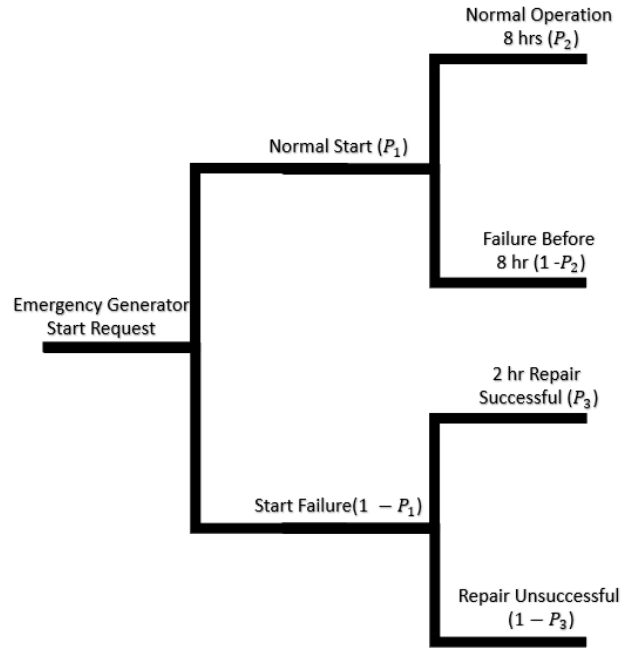 Normal Operation
8 hrs (P₂)
Normal Start (P₁)
Failure Before
8 hr (1 -P₂)
Emergency Generator
Start Request
2 hr Repair
Successful (P₃)
Start Failure(1 − P₁)
Repair Unsuccessful
(1 − P₃)